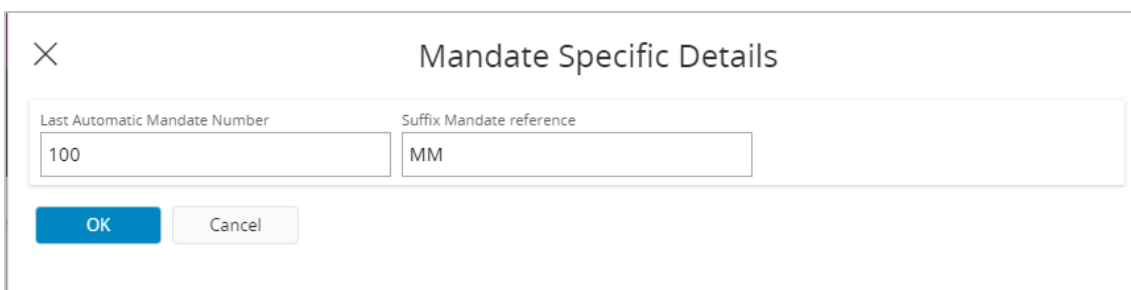 Mandate Specific Details
Last Automatic Mandate Number
Suffix Mandate reference
100
MM
OK
Cancel